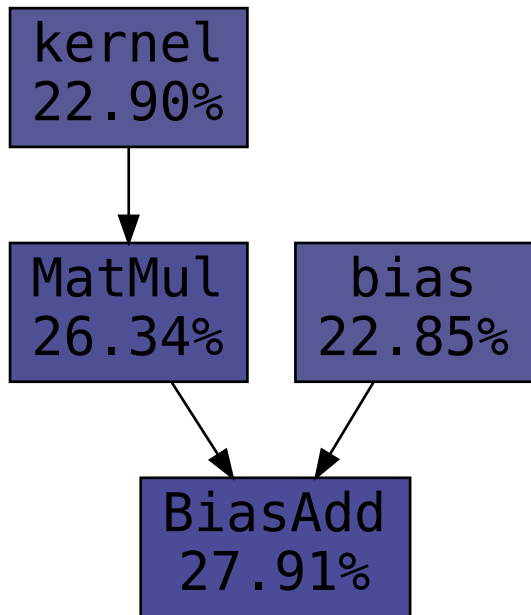 kernel
22.90%
MatMul
26.34%
bias
22.85%
BiasAdd
27.91%